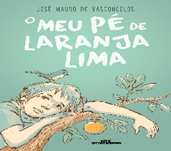 JOSÉ MAURO DE VASCONCELOS
O MEU PÉ DE
LARANJA
LIMA